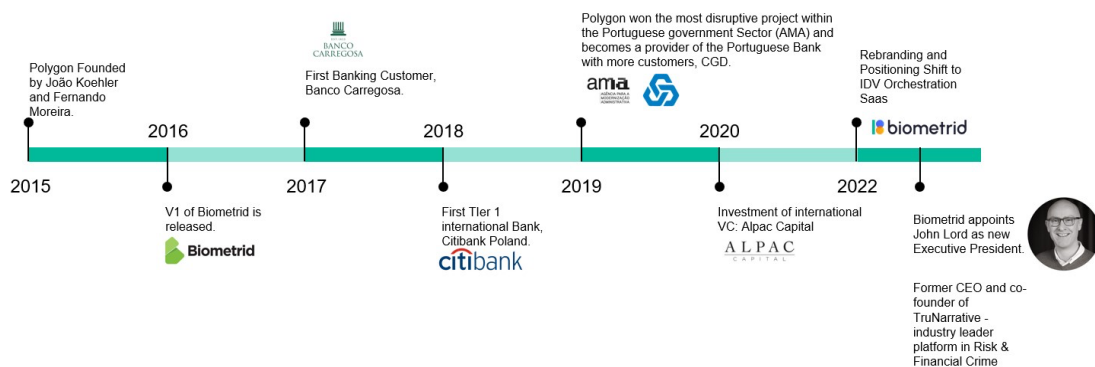 Polygon Founded
by João Koehler
and Fernando
Moreira.
2015
2016
V1 of Biometrid is
released.
Biometrid
BANCO
CARREGOSA
First Banking Customer,
Banco Carregosa.
2017
2018
First TIer 1
international Bank,
Citibank Poland.
citibank
Polygon won the most disruptive project within
the Portuguese government Sector (AMA) and
becomes a provider of the Portuguese Bank
with more customers, CGD.
ama
AGÊNCIA PARA A
MODERNIZAÇÃO
ADMINISTRATIVA
2019
2020
Investment of international
VC: Alpac Capital
ALPAC
CAPITAL
Rebranding and
Positioning Shift to
IDV Orchestration
Saas
biometrid
2022
Biometrid appoints
John Lord as new
Executive President.
Former CEO and co-
founder of
TruNarrative -
industry leader
platform in Risk &
Financial Crime